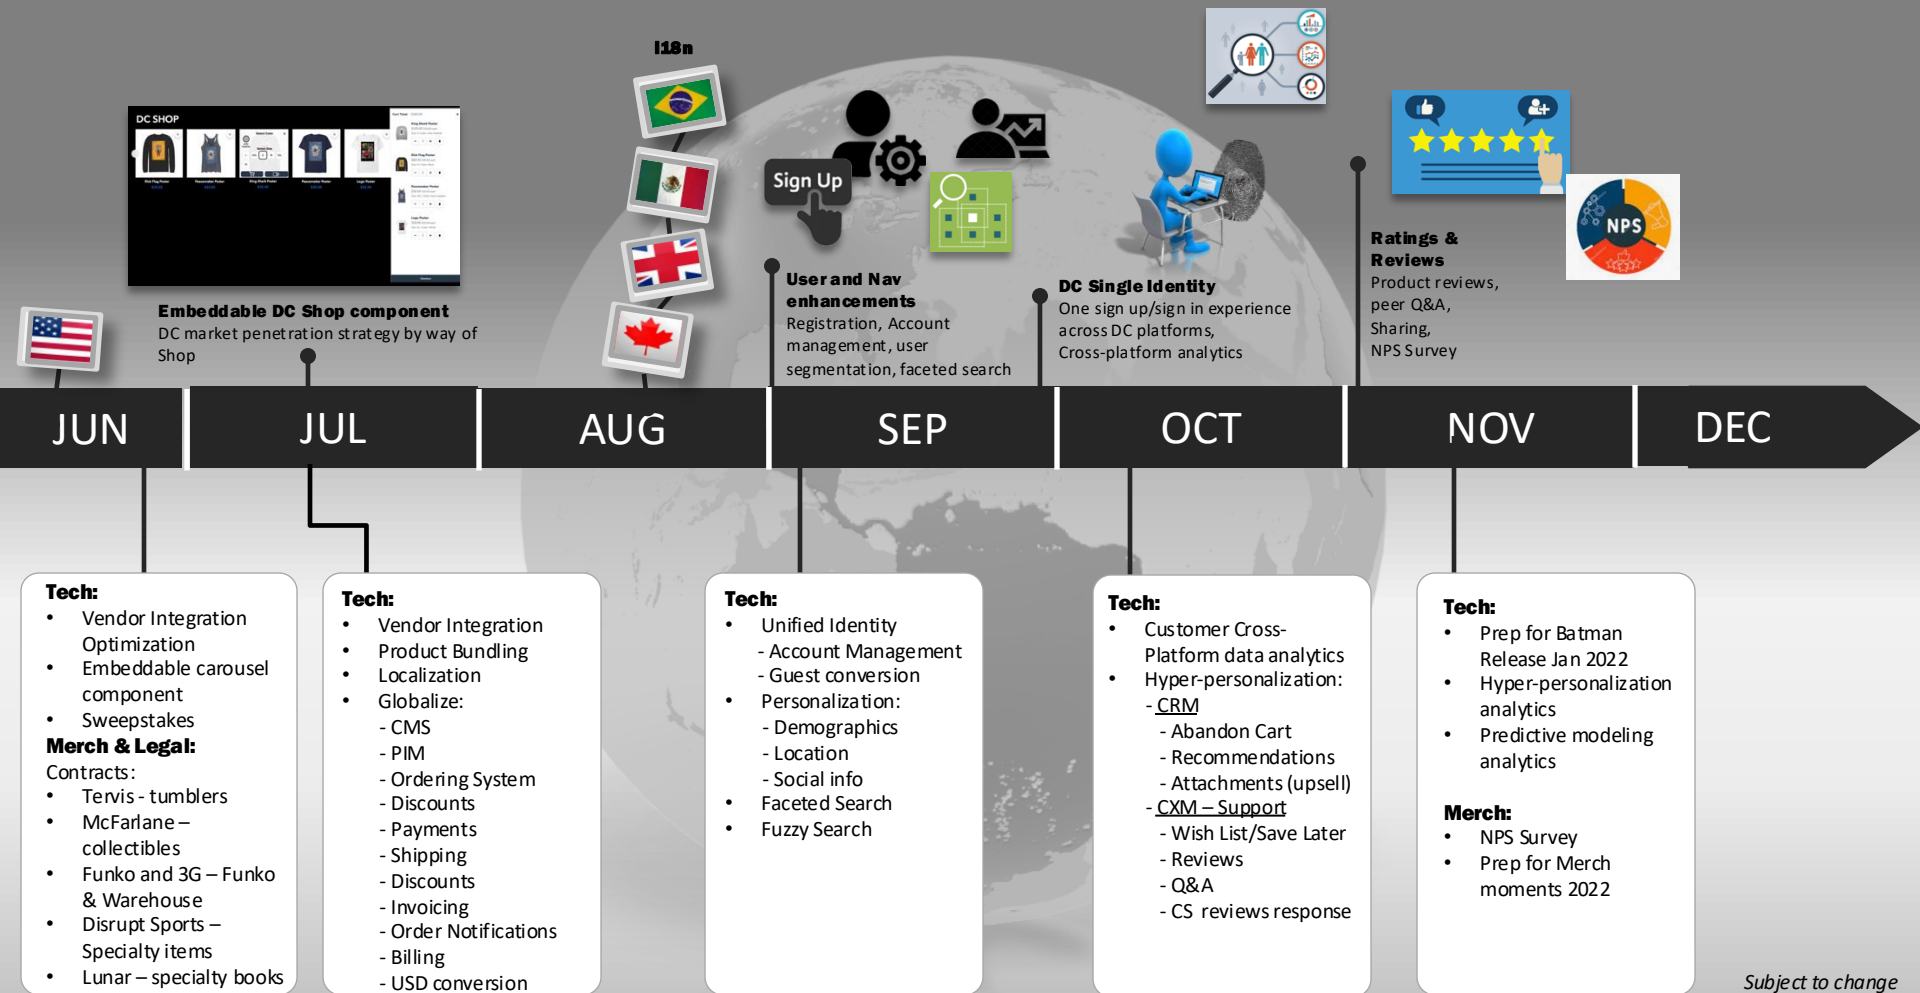 I18n
DC SHOP
Sign Up
NPS
Embeddable DC Shop component
DC market penetration strategy by way of
Shop
User and Nav
enhancements
Registration, Account
management, user
segmentation, faceted search
DC Single Identity
One sign up/sign in experience
across DC platforms,
Cross-platform analytics
Ratings &
Reviews
Product reviews,
peer Q&A,
Sharing,
NPS Survey
JUN
JUL
AUG
SEP
OCT
NOV
DEC
Tech:
• Vendor Integration
Optimization
• Embeddable carousel
component
• Sweepstakes
Merch & Legal:
Contracts:
• Tervis - tumblers
• McFarlane –
collectibles
• Funko and 3G – Funko
& Warehouse
• Disrupt Sports –
Specialty items
• Lunar – specialty books
Tech:
• Vendor Integration
• Product Bundling
• Localization
• Globalize:
- CMS
- PIM
- Ordering System
- Discounts
- Payments
- Shipping
- Discounts
- Invoicing
- Order Notifications
- Billing
- USD conversion
Tech:
• Unified Identity
- Account Management
- Guest conversion
• Personalization:
- Demographics
- Location
- Social info
• Faceted Search
• Fuzzy Search
Tech:
• Customer Cross-
Platform data analytics
• Hyper-personalization:
- CRM
- Abandon Cart
- Recommendations
- Attachments (upsell)
- CXM – Support
- Wish List/Save Later
- Reviews
- Q&A
- CS reviews response
Tech:
• Prep for Batman
Release Jan 2022
• Hyper-personalization
analytics
• Predictive modeling
analytics
Merch:
• NPS Survey
• Prep for Merch
moments 2022
Subject to change